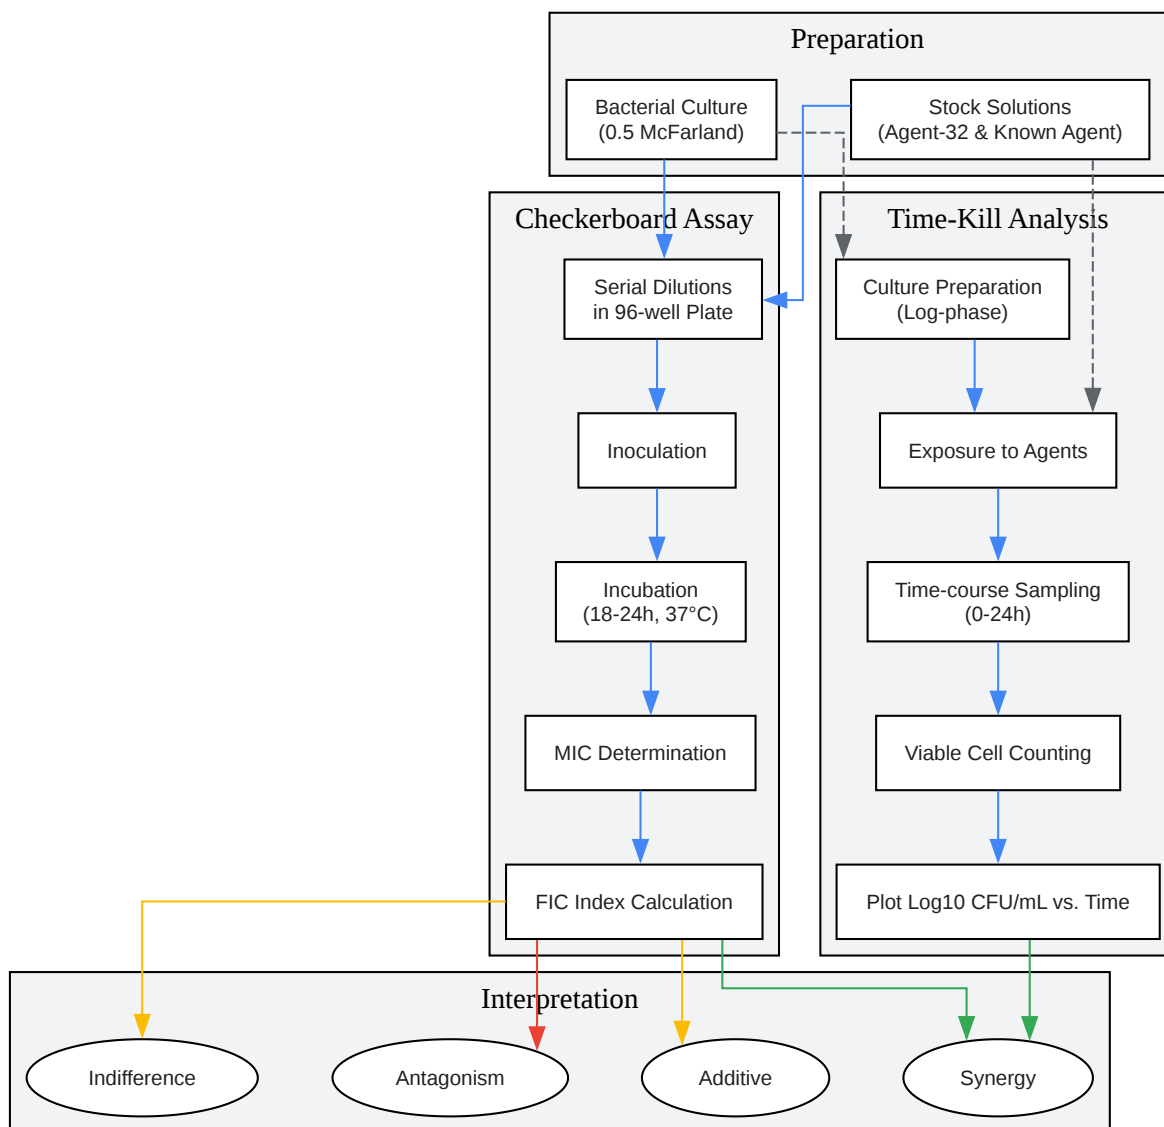 Preparation
Bacterial Culture
(0.5 McFarland)
Stock Solutions
(Agent-32 & Known Agent)
Checkerboard Assay
Serial Dilutions
in 96-well Plate
Inoculation
Incubation
(18-24h, 37°C)
MIC Determination
FIC Index Calculation
Time-Kill Analysis
Culture Preparation
(Log-phase)
Exposure to Agents
Time-course Sampling
(0-24h)
Viable Cell Counting
Plot Log10 CFU/mL vs. Time
Interpretation
Indifference
Antagonism
Additive
Synergy